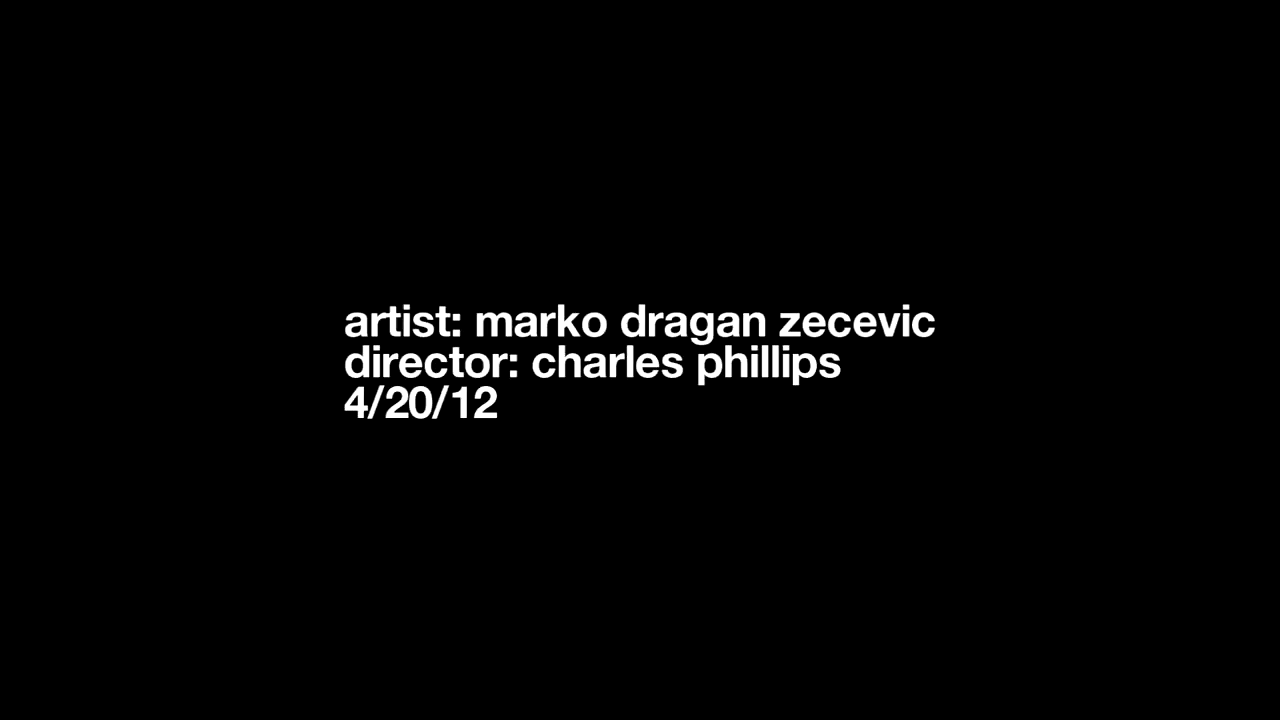 artist: marko dragan zecevic
director: charles phillips
4/20/12